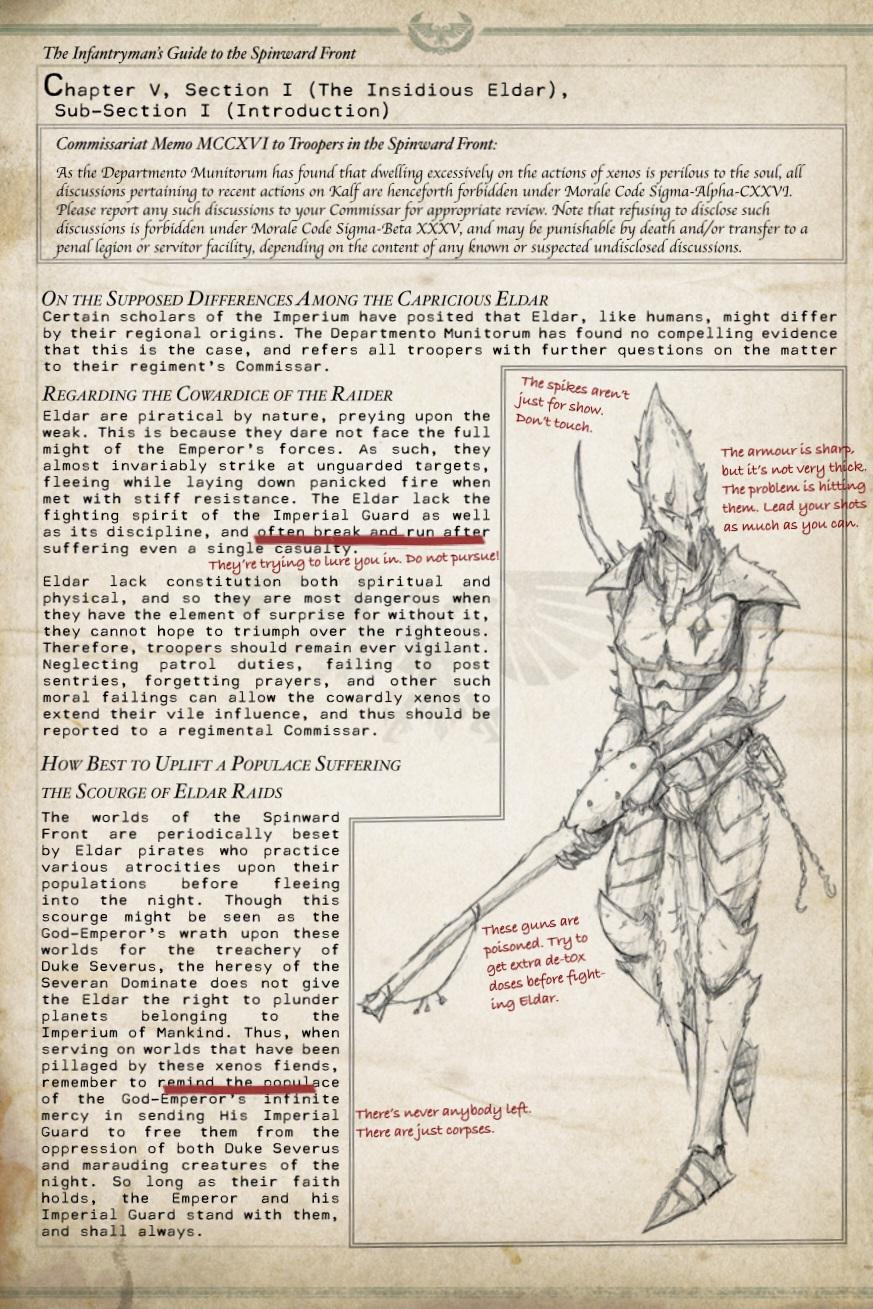 The Infantryman's Guide to the Spinward Front
Chapter V, Section I (The Insidious Eldar),
Sub-Section I (Introduction)
Commissariat Memo MCCXVI to Troopers in the Spinward Front:
As the Departmento Munitorum has found that dwelling excessively on the actions of xenos is perilous to the soul, all
discussions pertaining to recent actions on Kalf are henceforth forbidden under Morale Code Sigma-Alpha-CXXVI.
Please report any such discussions to your Commissar for appropriate review. Note that refusing to disclose such
discussions is forbidden under Morale Code Sigma-Beta XXXV, and may be punishable by death and/or transfer to a
penal legion or servitor facility, depending on the content of any known or suspected undisclosed discussions.
On the Supposed Differences Among the Capricious Eldar
Certain scholars of the Imperium have posited that Eldar, like humans, might differ
by their regional origins. The Departmento Munitorum has found no compelling evidence
that this is the case, and refers all troopers with further questions on the matter
to their regiment's Commissar.
Regarding the Cowardice of the Raider
Eldar are piratical by nature, preying upon the
weak. This is because they dare not face the full
might of the Emperor's forces. As such, they
almost invariably strike at unguarded targets,
fleeing while laying down panicked fire when
met with stiff resistance. The Eldar lack the
fighting spirit of the Imperial Guard as well
as its discipline, and often break and run after
suffering even a single casualty.
They're trying to lure you in. Do not pursue!
Eldar lack constitution both spiritual and
physical, and so they are most dangerous when
they have the element of surprise for without it,
they cannot hope to triumph over the righteous.
Therefore, troopers should remain ever vigilant.
Neglecting patrol duties, failing to post
sentries, forgetting prayers, and other such
moral failings can allow the cowardly xenos to
extend their vile influence, and thus should be
reported to a regimental Commissar.
How Best to Uplift a Populace Suffering
the Scourge of Eldar Raids
The worlds of the Spinward
Front are periodically beset
by Eldar pirates who practice
various atrocities upon their
populations before fleeing
into the night. Though this
scourge might be seen as the
God-Emperor's wrath upon these
worlds for the treachery of
Duke Severus, the heresy of the
Severan Dominate does not give
the Eldar the right to plunder
planets belonging to the
Imperium of Mankind. Thus, when
serving on worlds that have been
pillaged by these xenos fiends,
remember to remind the populace
of the God-Emperor's infinite
mercy in sending His Imperial
Guard to free them from the
oppression of both Duke Severus
and marauding creatures of the
night. So long as their faith
holds, the Emperor and his
Imperial Guard stand with them,
and shall always.
The spikes aren't
just for show.
Don't touch.
The armour is sharp,
but it's not very thick.
The problem is hitting
them. Lead your shots
as much as you can.
These guns are
poisoned. Try to
get extra de-tox
doses before fight-
ing Eldar.
There's never anybody left.
There are just corpses.